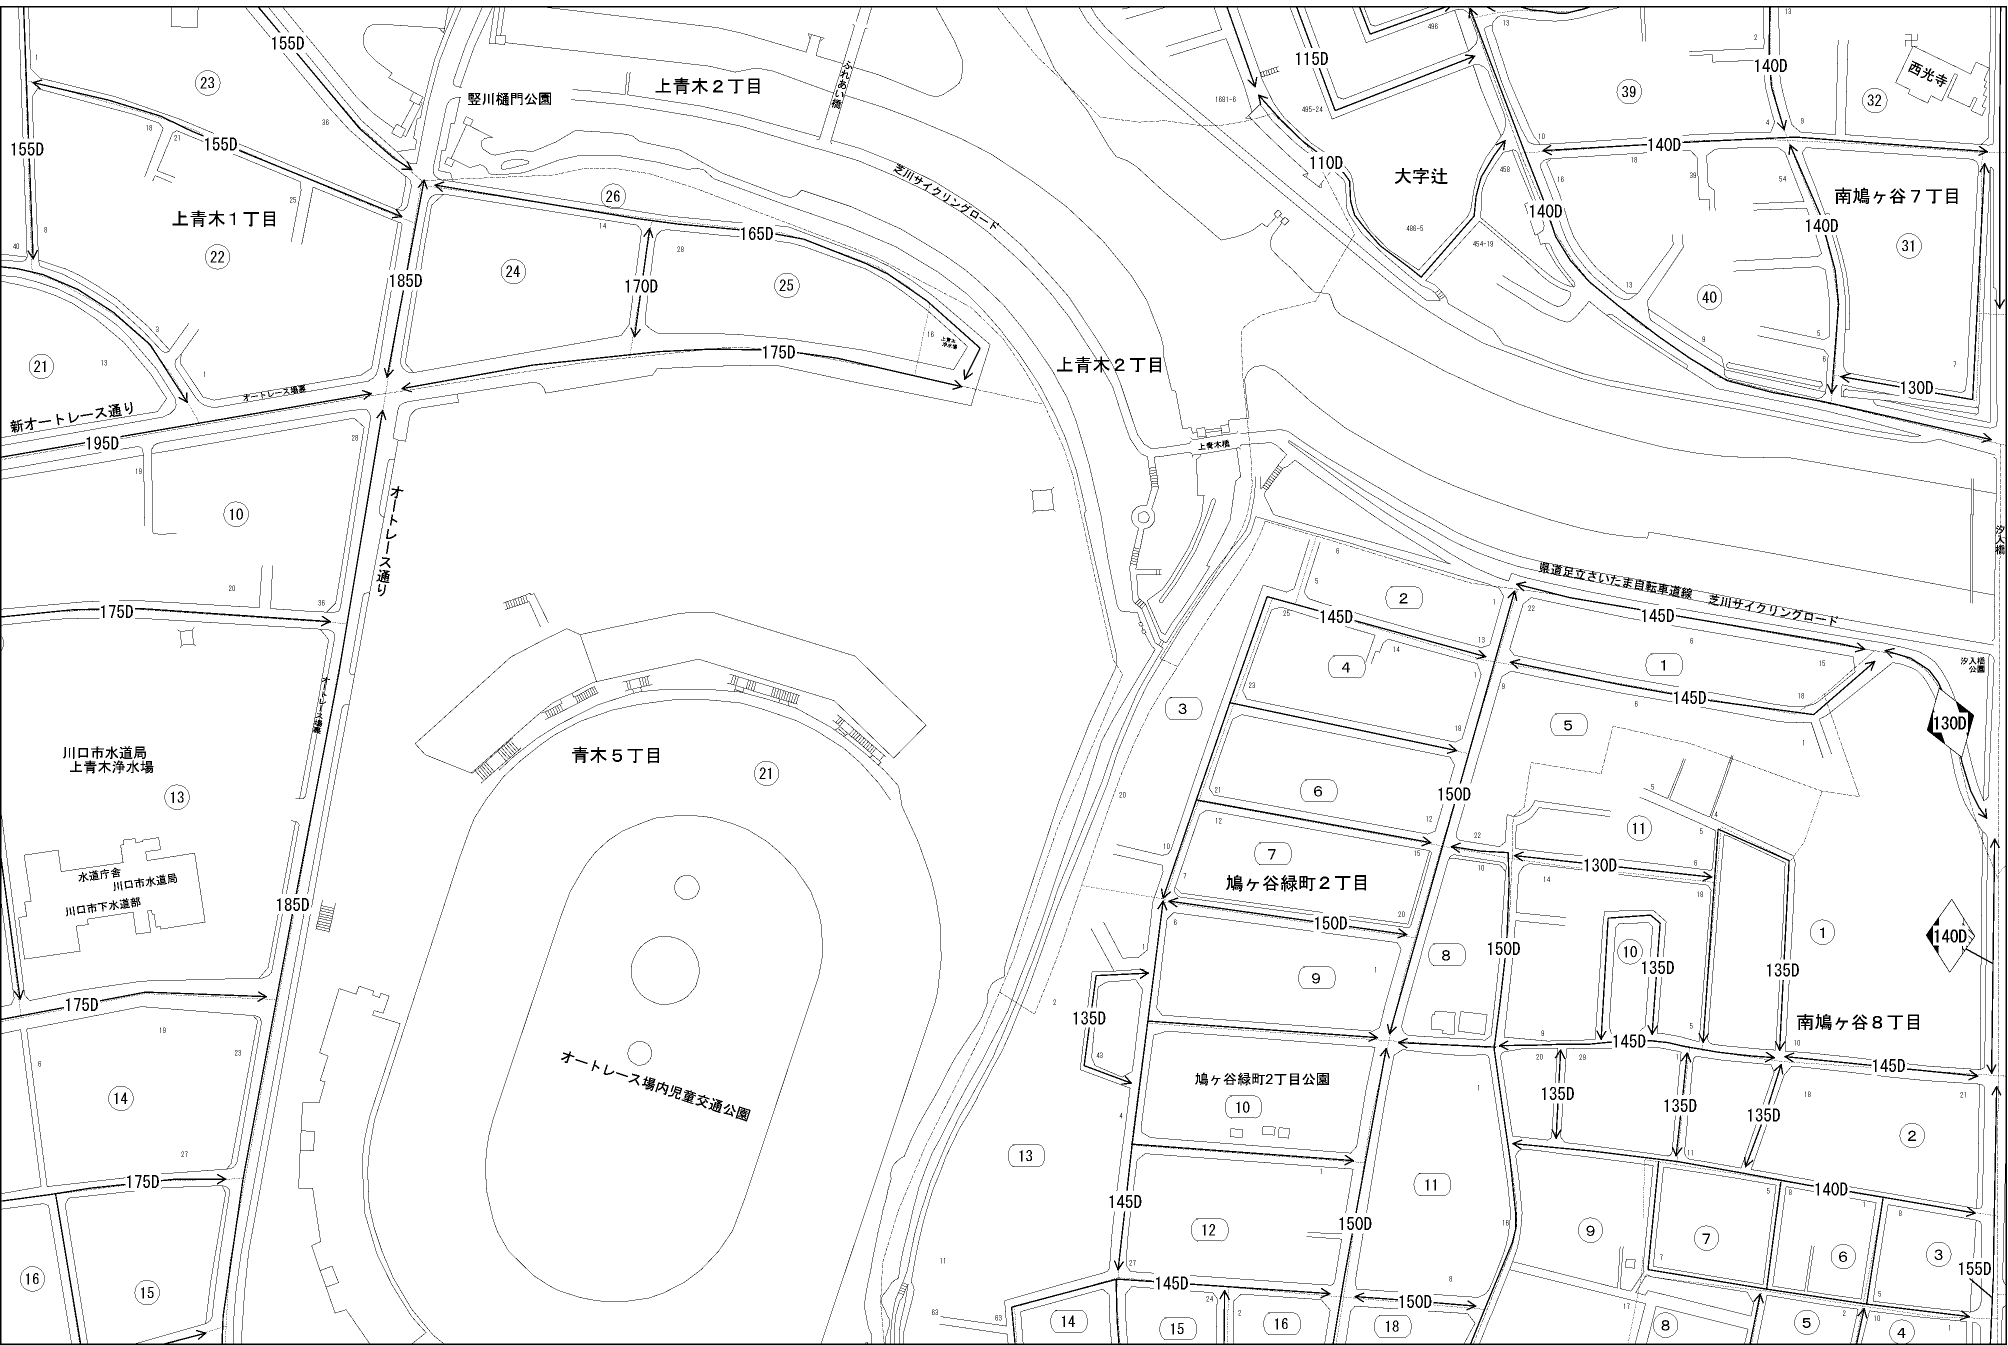 155D
23
竪川樋門公園
上青木２丁目
ふれあい橋
115D
140D
39
32
西光寺
155D
155D
110D
大字辻
140D
南鳩ヶ谷７丁目
上青木１丁目
22
26
芝川サイクリングロード
165D
140D
140D
31
185D
24
170D
25
40
21
175D
上青木
浄水場
上青木２丁目
130D
新オートレース通り
オートレース場裏
195D
上青木橋
10
オートレース通り
汐入橋
県道足立さいたま自転車道線　芝川サイクリングロード
175D
2
145D
145D
4
1
汐入橋
公園
オートレース場裏
145D
3
5
130D
川口市水道局
上青木浄水場
青木５丁目
13
21
6
150D
11
7
130D
水道庁舎
川口市水道局
川口市下水道部
185D
鳩ヶ谷緑町２丁目
150D
8
150D
10
135D
135D
1
140D
9
175D
135D
南鳩ヶ谷８丁目
145D
145D
オートレース場内児童交通公園
鳩ヶ谷緑町2丁目公園
14
10
135D
135D
135D
2
13
175D
145D
11
140D
12
150D
9
7
6
3
16
15
145D
150D
155D
14
15
16
18
8
5
4